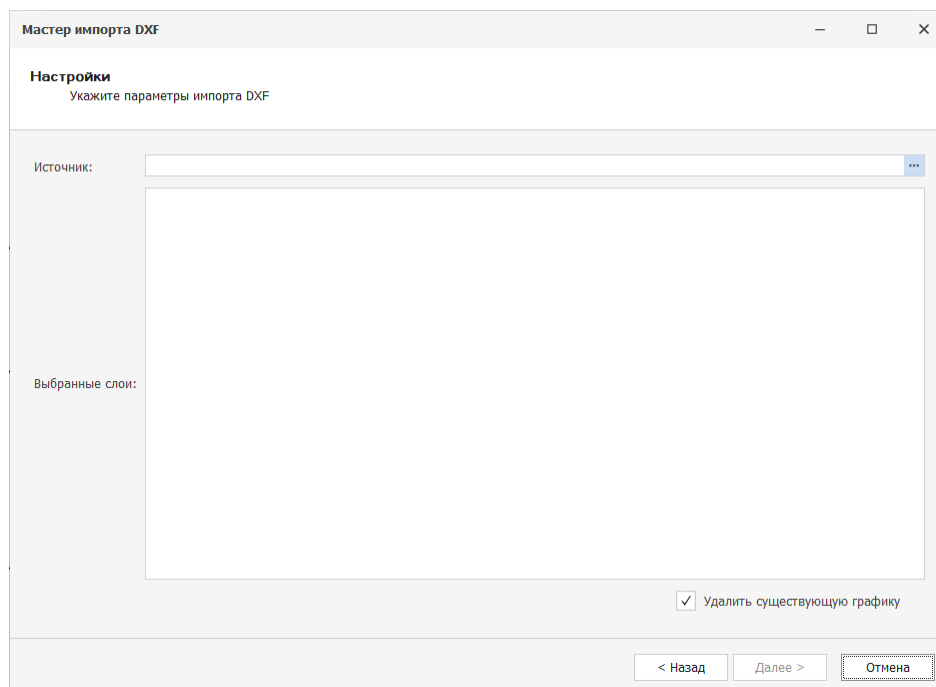 Мастер импорта DXF
Настройки
Укажите параметры импорта DXF
Источник:
...
Выбранные слои:
Удалить существующую графику
< Назад
Далее >
Отмена